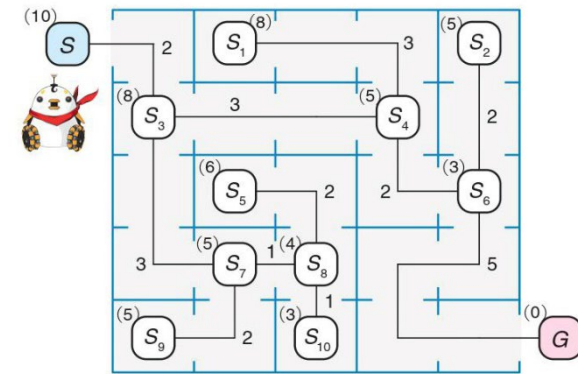 (10) (8) (5)
S 2 S1 3 S2
(8) 3 (5) 2
S3 S4
(6) (3)
S5 2 2 S6
(5) (4)
3 S7 1 S8 5
(5) (3) 1 (0)
S9 2 S10 G